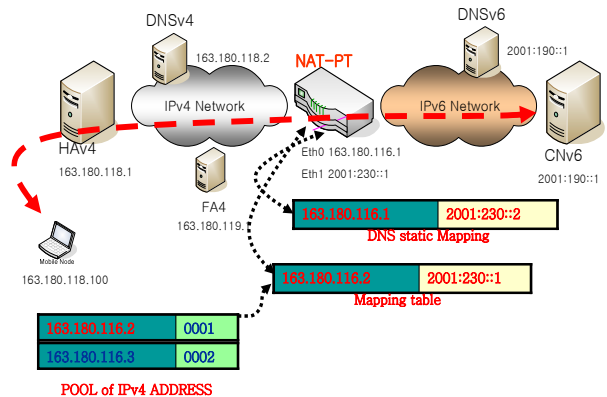 DNSv4
DNSv6
163.180.118.2
NAT-PT
2001:190::1
IPv4 Network
IPv6 Network
HAv4
163.180.118.1
Eth0 163.180.116.1
Eth1 2001:230::1
CNv6
2001:190::1
FA4
163.180.119.1
163.180.116.1 2001:230::2
DNS static Mapping
Mobile Node
163.180.118.100
163.180.116.2 2001:230::1
Mapping table
163.180.116.2 0001
163.180.116.3 0002
POOL of IPv4 ADDRESS